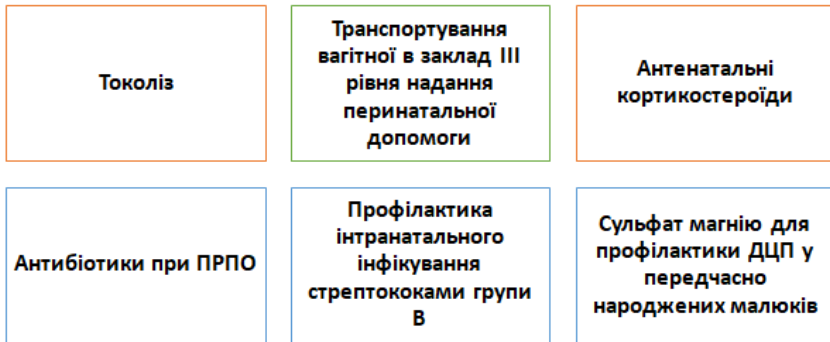 Токоліз
Транспортування
вагітної в заклад III
рівня надання
перинатальної
допомоги
Антенатальні
кортикостероїди
Антибіотики при ПРПО
Профілактика
інтранатального
інфікування
стрептококами групи
В
Сульфат магнію для
профілактики ДЦП у
передчасно
народжених малюків